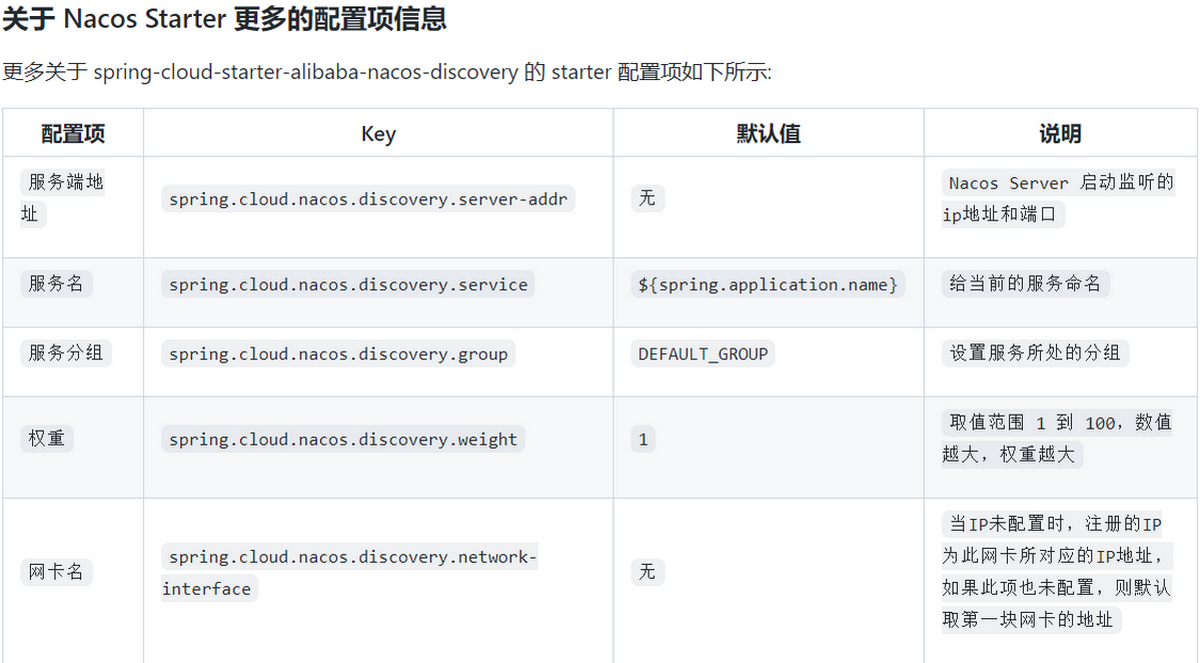 关于 Nacos Starter 更多的配置项信息
更多关于 spring-cloud-starter-alibaba-nacos-discovery 的 starter 配置项如下所示:
配置项 Key 默认值 说明
服务端地
址
spring.cloud.nacos.discovery.server-addr
无
Nacos Server 启动监听的
ip地址和端口
服务名 spring.cloud.nacos.discovery.service ${spring.application.name} 给当前的服务命名
服务分组 spring.cloud.nacos.discovery.group DEFAULT_GROUP 设置服务所处的分组
权重 spring.cloud.nacos.discovery.weight 1
取值范围 1 到 100，数值
越大，权重越大
网卡名
spring.cloud.nacos.discovery.network-
interface
无
当IP未配置时，注册的IP
为此网卡所对应的IP地址，
如果此项也未配置，则默认
取第一块网卡的地址